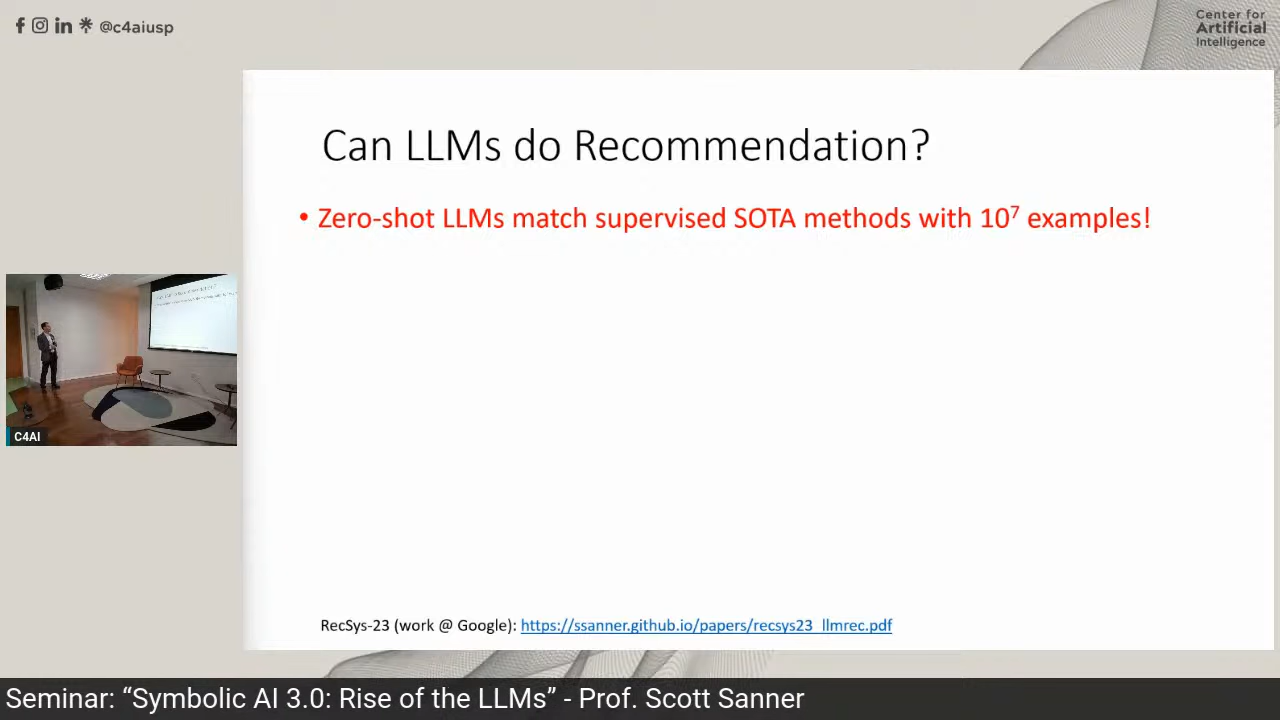 @c4aiusp
Center for
Artificial
Intelligence
Can LLMs do Recommendation?
• Zero-shot LLMs match supervised SOTA methods with 10⁷ examples!
C4AI
RecSys-23 (work @ Google): https://ssanner.github.io/papers/recsys23_llmrec.pdf
Seminar: “Symbolic AI 3.0: Rise of the LLMs” - Prof. Scott Sanner